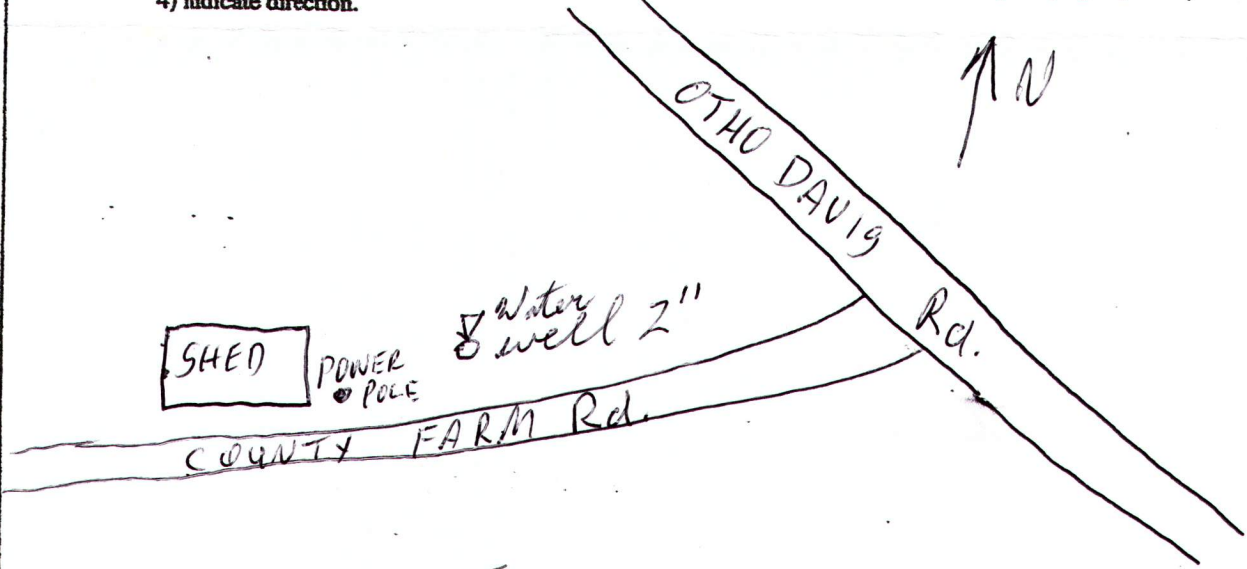 4) Indicate direction.
N
OTHO DAVIS Rd.
Water
well 2"
SHED
POWER
POLE
COUNTY FARM Rd.